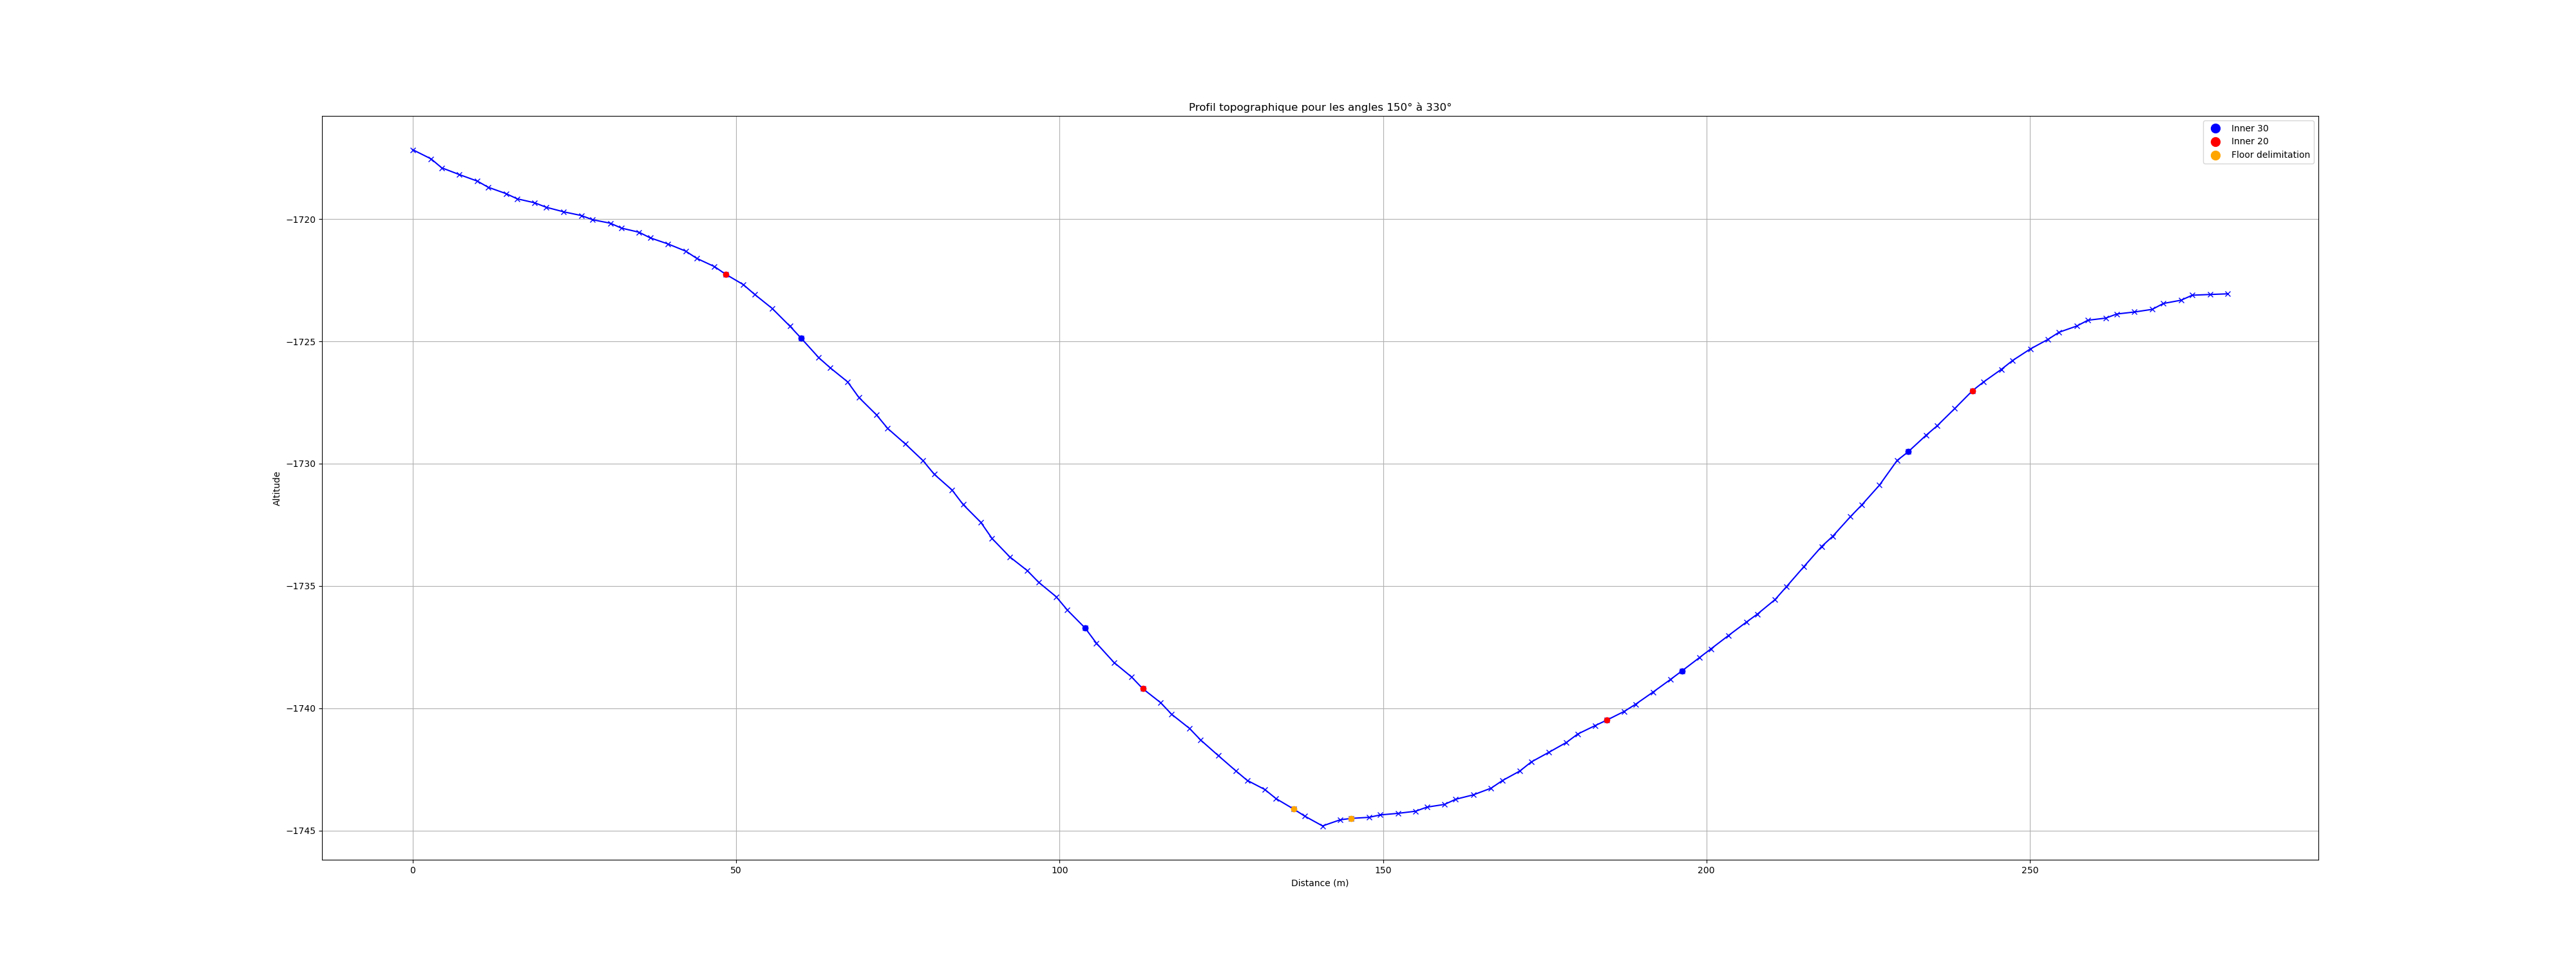 Profil topographique pour les angles 150° à 330°
Inner 30
Inner 20
Floor delimitation
Altitude
−1720
−1725
−1730
−1735
−1740
−1745
0 50 100 150 200 250
Distance (m)